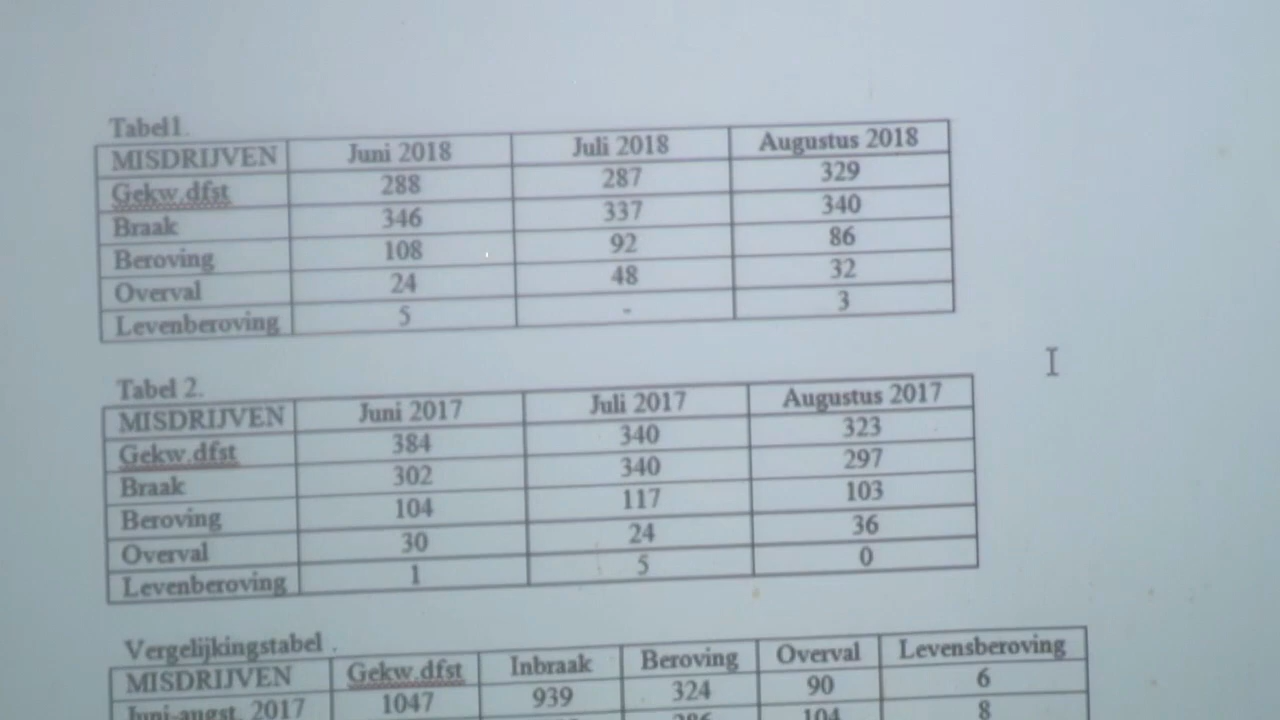 Tabel1.
MISDRIJVEN Juni 2018 Juli 2018 Augustus 2018
Gekw.dfst 288 287 329
Braak 346 337 340
Beroving 108 92 86
Overval 24 48 32
Levenberoving 5 - 3
Tabel 2.
MISDRIJVEN Juni 2017 Juli 2017 Augustus 2017
Gekw.dfst 384 340 323
Braak 302 340 297
Beroving 104 117 103
Overval 30 24 36
Levenberoving 1 5 0
Vergelijkingstabel .
MISDRIJVEN Gekw.dfst Inbraak Beroving Overval Levensberoving
Juni-augst. 2017 1047 939 324 90 6
286 104 8